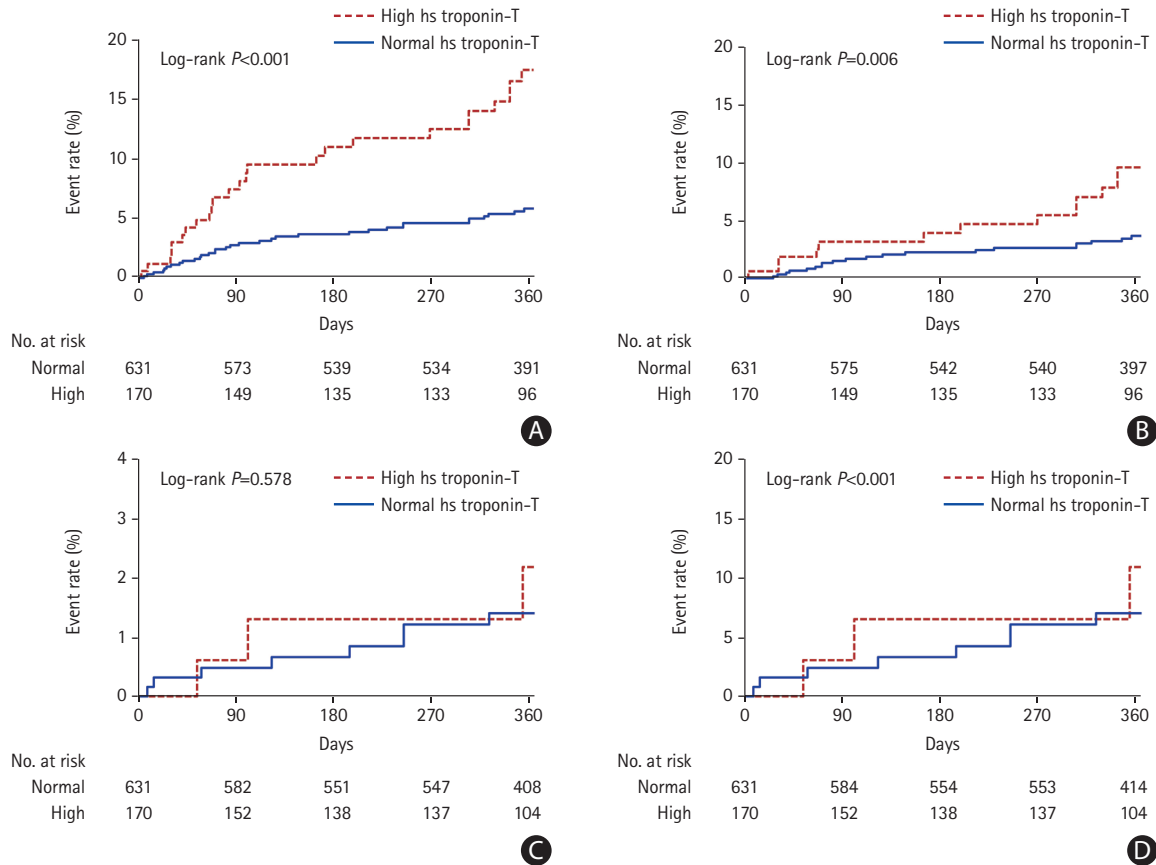 High hs troponin-T
Normal hs troponin-T
Log-rank P<0.001
20
15
10
5
0
Event rate (%)
0 90 180 270 360
Days
No. at risk
Normal 631 573 539 534 391
High 170 149 135 133 96
A
High hs troponin-T
Normal hs troponin-T
Log-rank P=0.006
20
15
10
5
0
Event rate (%)
0 90 180 270 360
Days
No. at risk
Normal 631 575 542 540 397
High 170 149 135 133 96
B
Log-rank P=0.578
High hs troponin-T
Normal hs troponin-T
4
3
2
1
0
Event rate (%)
0 90 180 270 360
Days
No. at risk
Normal 631 582 551 547 408
High 170 152 138 137 104
C
Log-rank P<0.001
High hs troponin-T
Normal hs troponin-T
20
15
10
5
0
Event rate (%)
0 90 180 270 360
Days
No. at risk
Normal 631 584 554 553 414
High 170 152 138 137 104
D